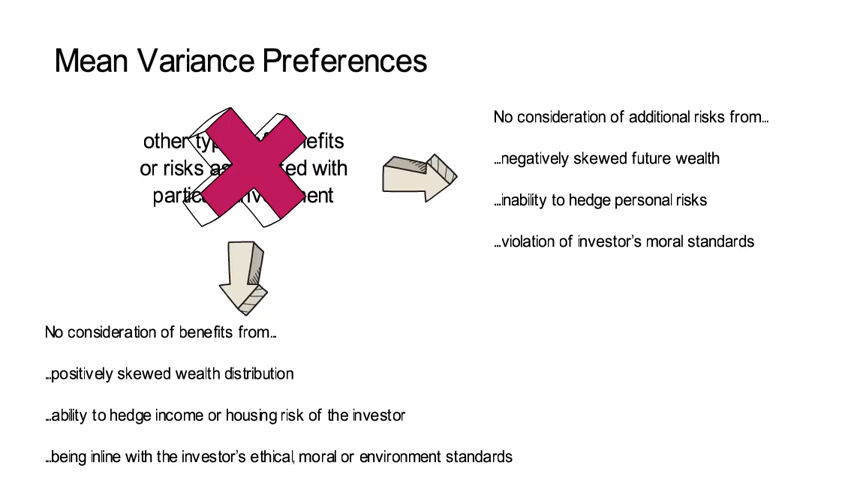 Mean Variance Preferences
other
or risks with
No consideration of additional risks from...
...negatively skewed future wealth
...inability to hedge personal risks
...violation of investor's moral standards
No consideration of benefits from...
...positively skewed wealth distribution
...ability to hedge income or housing risk of the investor
...being inline with the investor's ethical, moral or environment standards